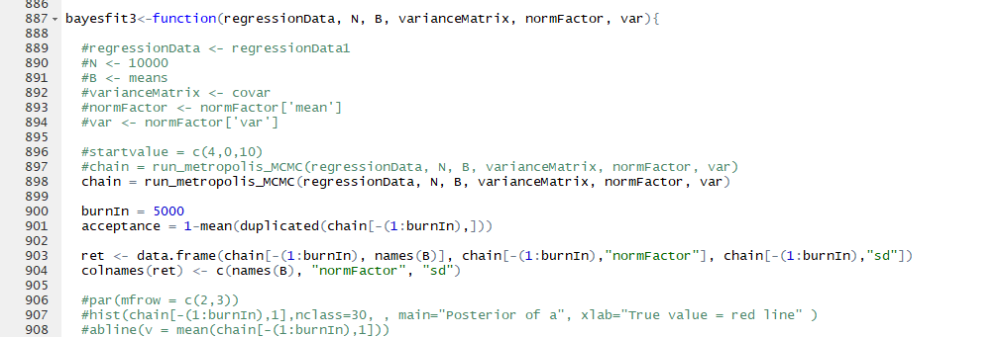 886
887 bayesfit3<-function(regressionData, N, B, varianceMatrix, normFactor, var){
888
889 #regressionData <- regressionData1
890 #N <- 10000
891 #B <- means
892 #varianceMatrix <- covar
893 #normFactor <- normFactor['mean']
894 #var <- normFactor['var']
895
896 #startvalue = c(4,0,10)
897 #chain = run_metropolis_MCMC(regressionData, N, B, varianceMatrix, normFactor, var)
898 chain = run_metropolis_MCMC(regressionData, N, B, varianceMatrix, normFactor, var)
899
900 burnIn = 5000
901 acceptance = 1-mean(duplicated(chain[-(1:burnIn),]))
902
903 ret <- data.frame(chain[-(1:burnIn), names(B)], chain[-(1:burnIn),"normFactor"], chain[-(1:burnIn),"sd"])
904 colnames(ret) <- c(names(B), "normFactor", "sd")
905
906 #par(mfrow = c(2,3))
907 #hist(chain[-(1:burnIn),1],nclass=30, , main="Posterior of a", xlab="True value = red line" )
908 #abline(v = mean(chain[-(1:burnIn),1]))